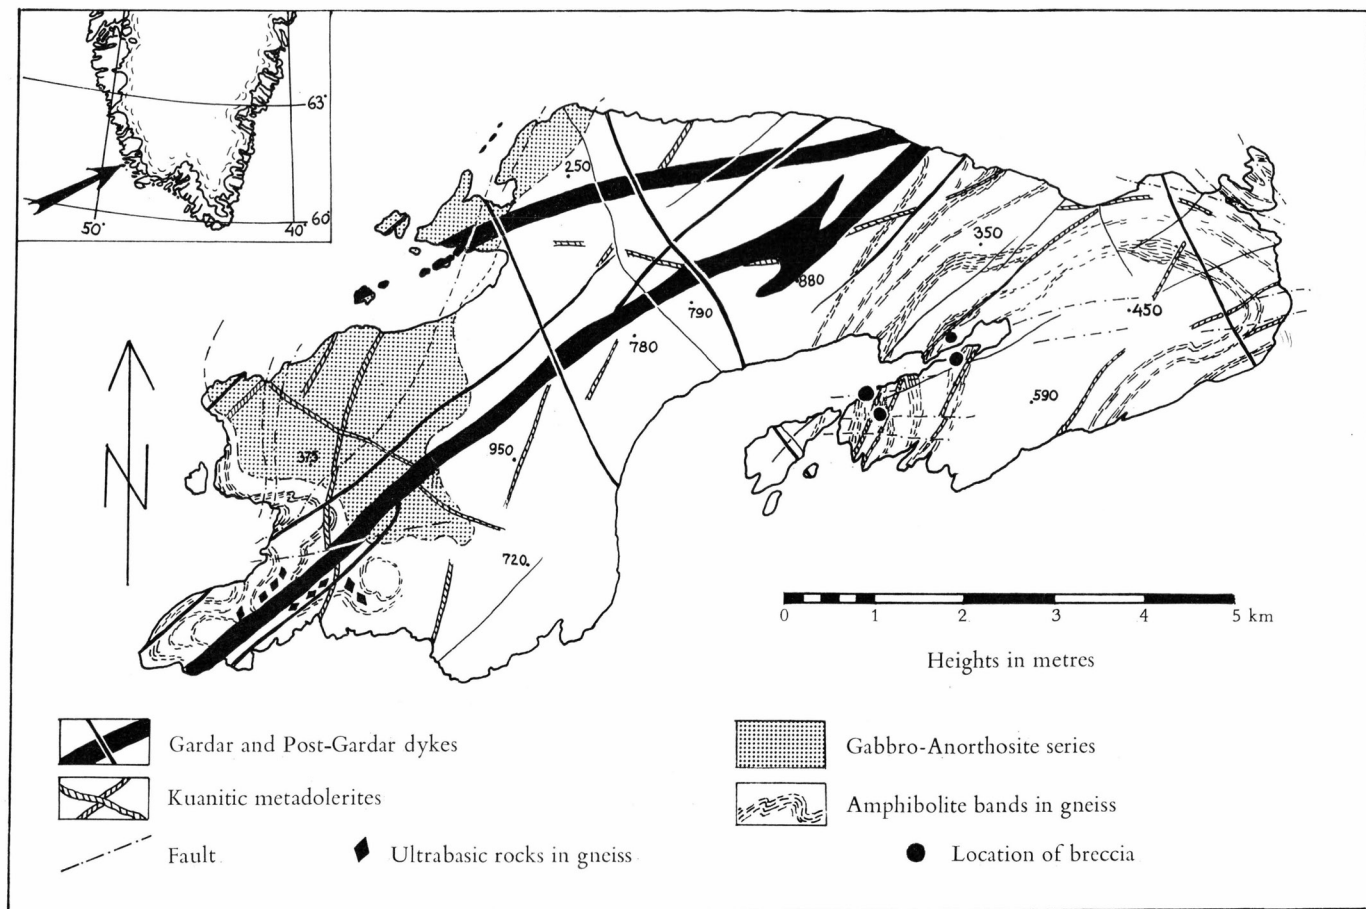 63°
60°
50°
40°
250
350
880
790
450
780
590
375
950
720
N
0 1 2 3 4 5 km
Heights in metres
Gardar and Post-Gardar dykes
Kuanitic metadolerites
Fault
Ultrabasic rocks in gneiss
Gabbro-Anorthosite series
Amphibolite bands in gneiss
Location of breccia